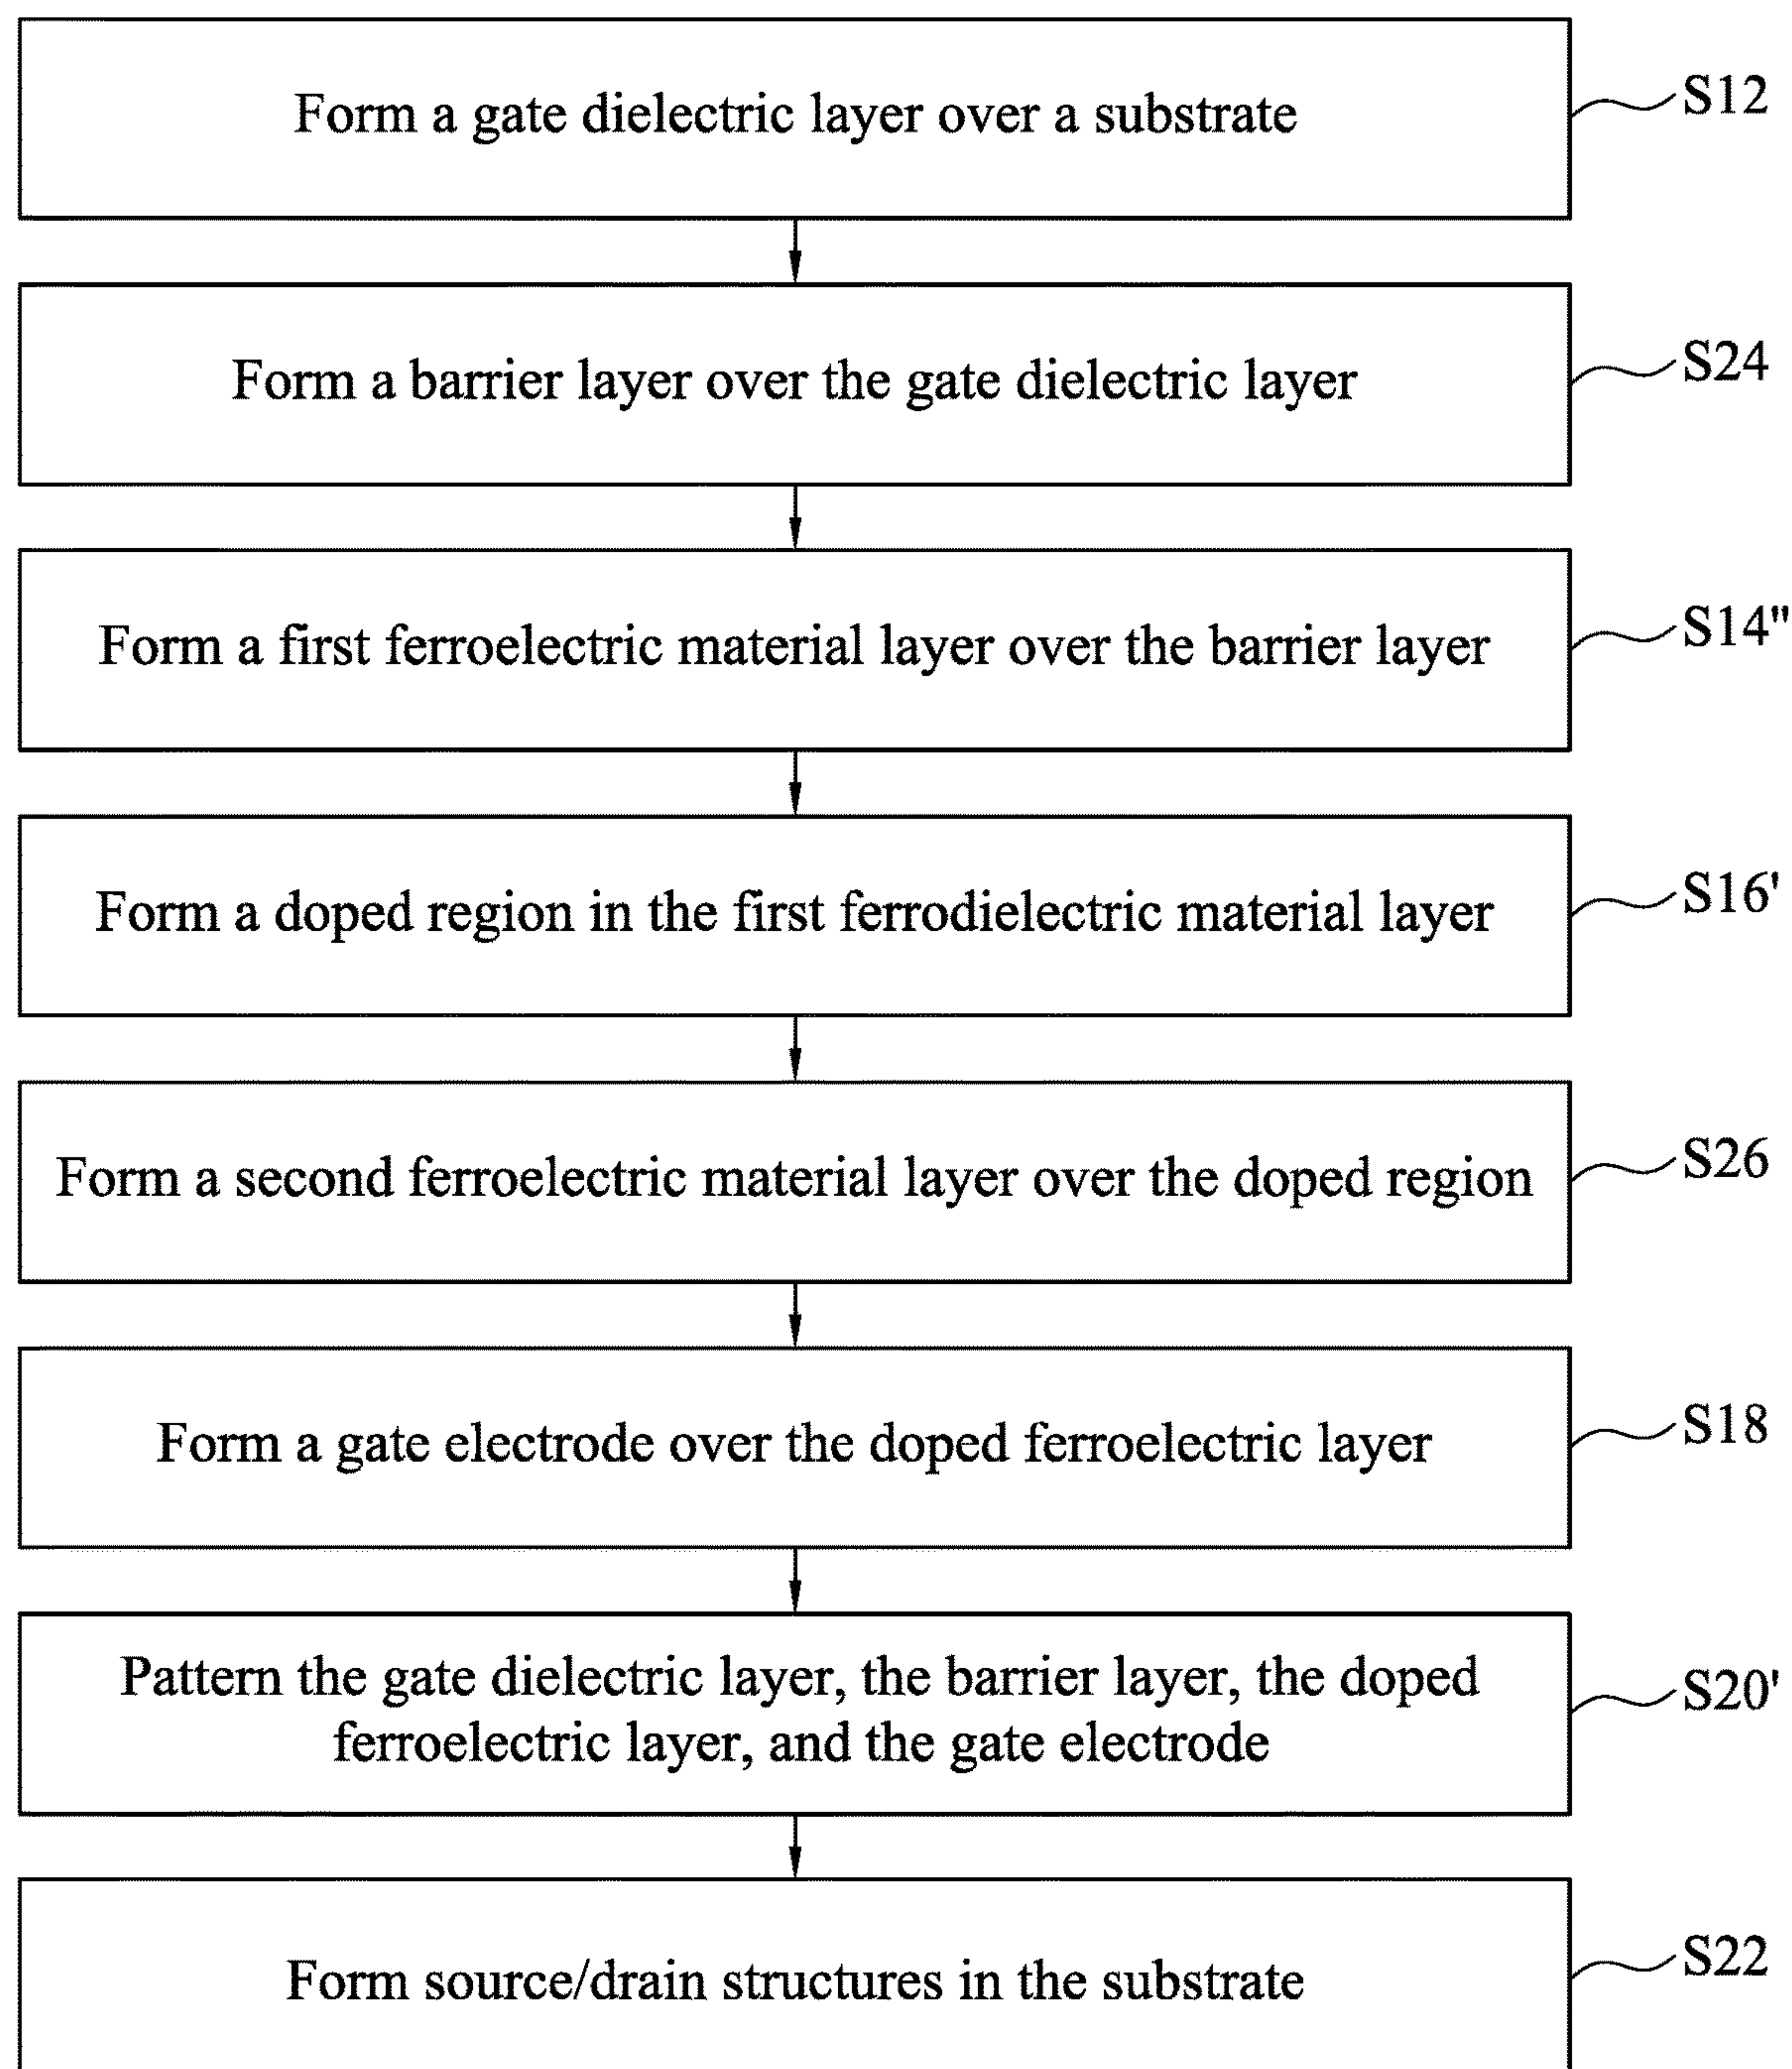 Form a gate dielectric layer over a substrate
S12
Form a barrier layer over the gate dielectric layer
S24
Form a first ferroelectric material layer over the barrier layer
S14"
Form a doped region in the first ferrodielectric material layer
S16'
Form a second ferroelectric material layer over the doped region
S26
Form a gate electrode over the doped ferroelectric layer
S18
Pattern the gate dielectric layer, the barrier layer, the doped
ferroelectric layer, and the gate electrode
S20'
Form source/drain structures in the substrate
S22